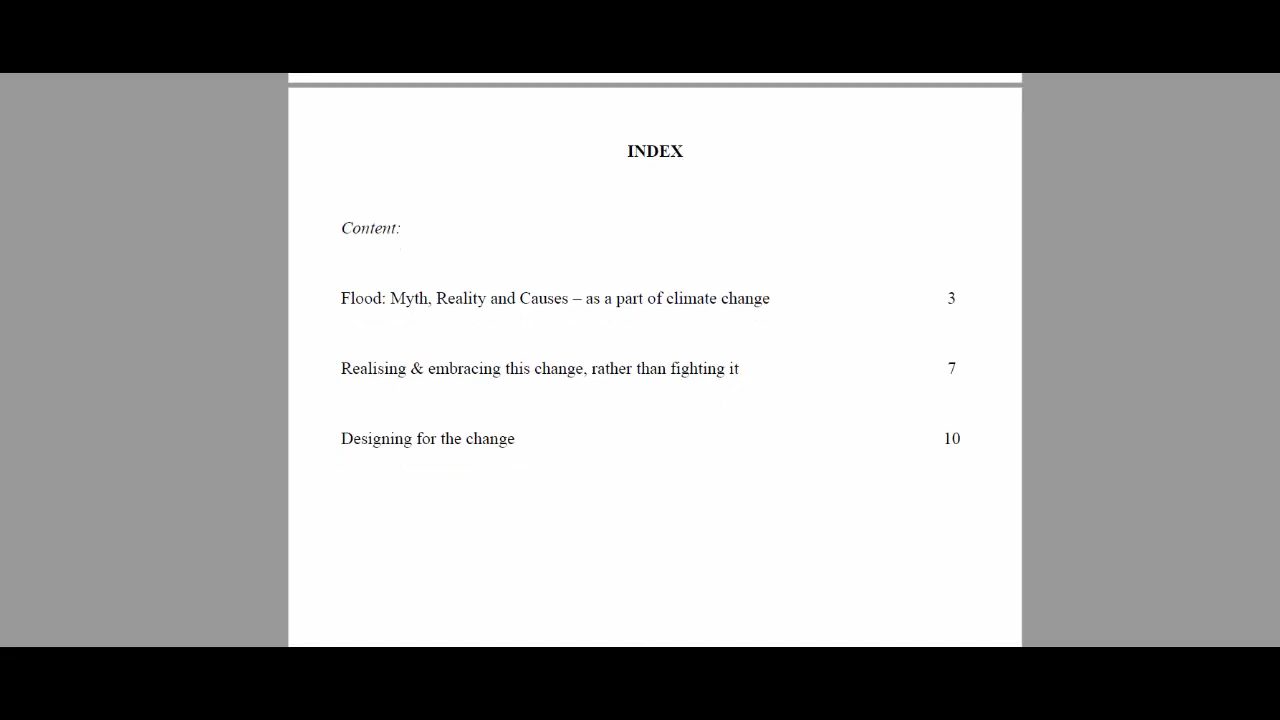 INDEX
Content:
Flood: Myth, Reality and Causes – as a part of climate change 3
Realising & embracing this change, rather than fighting it 7
Designing for the change 10